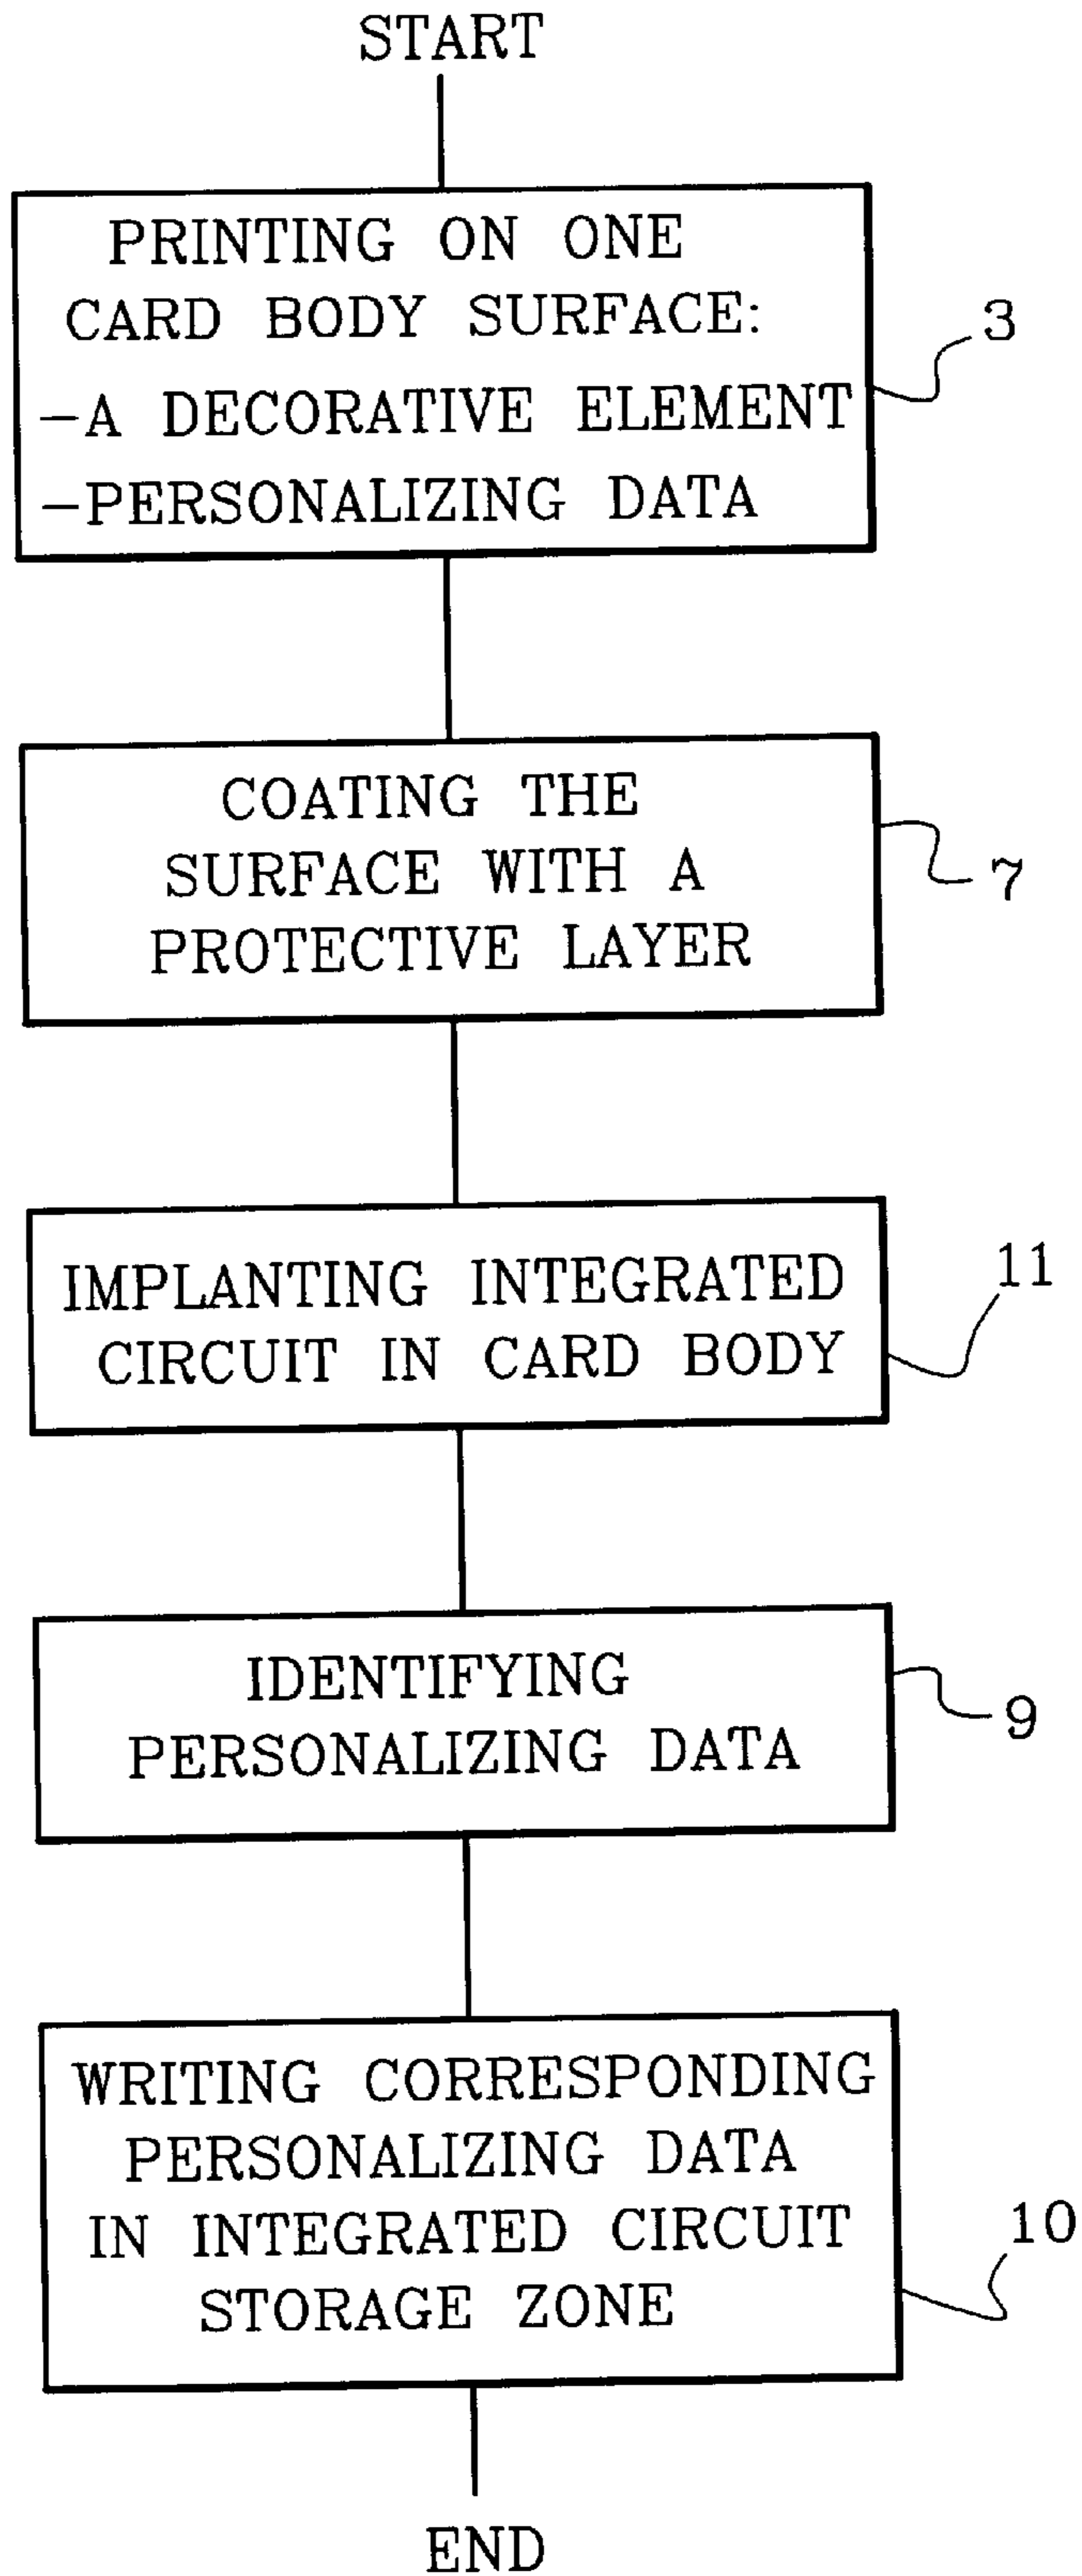 START
PRINTING ON ONE
CARD BODY SURFACE:
-A DECORATIVE ELEMENT
-PERSONALIZING DATA
3
COATING THE
SURFACE WITH A
PROTECTIVE LAYER
7
IMPLANTING INTEGRATED
CIRCUIT IN CARD BODY
11
IDENTIFYING
PERSONALIZING DATA
9
WRITING CORRESPONDING
PERSONALIZING DATA
IN INTEGRATED CIRCUIT
STORAGE ZONE
10
END